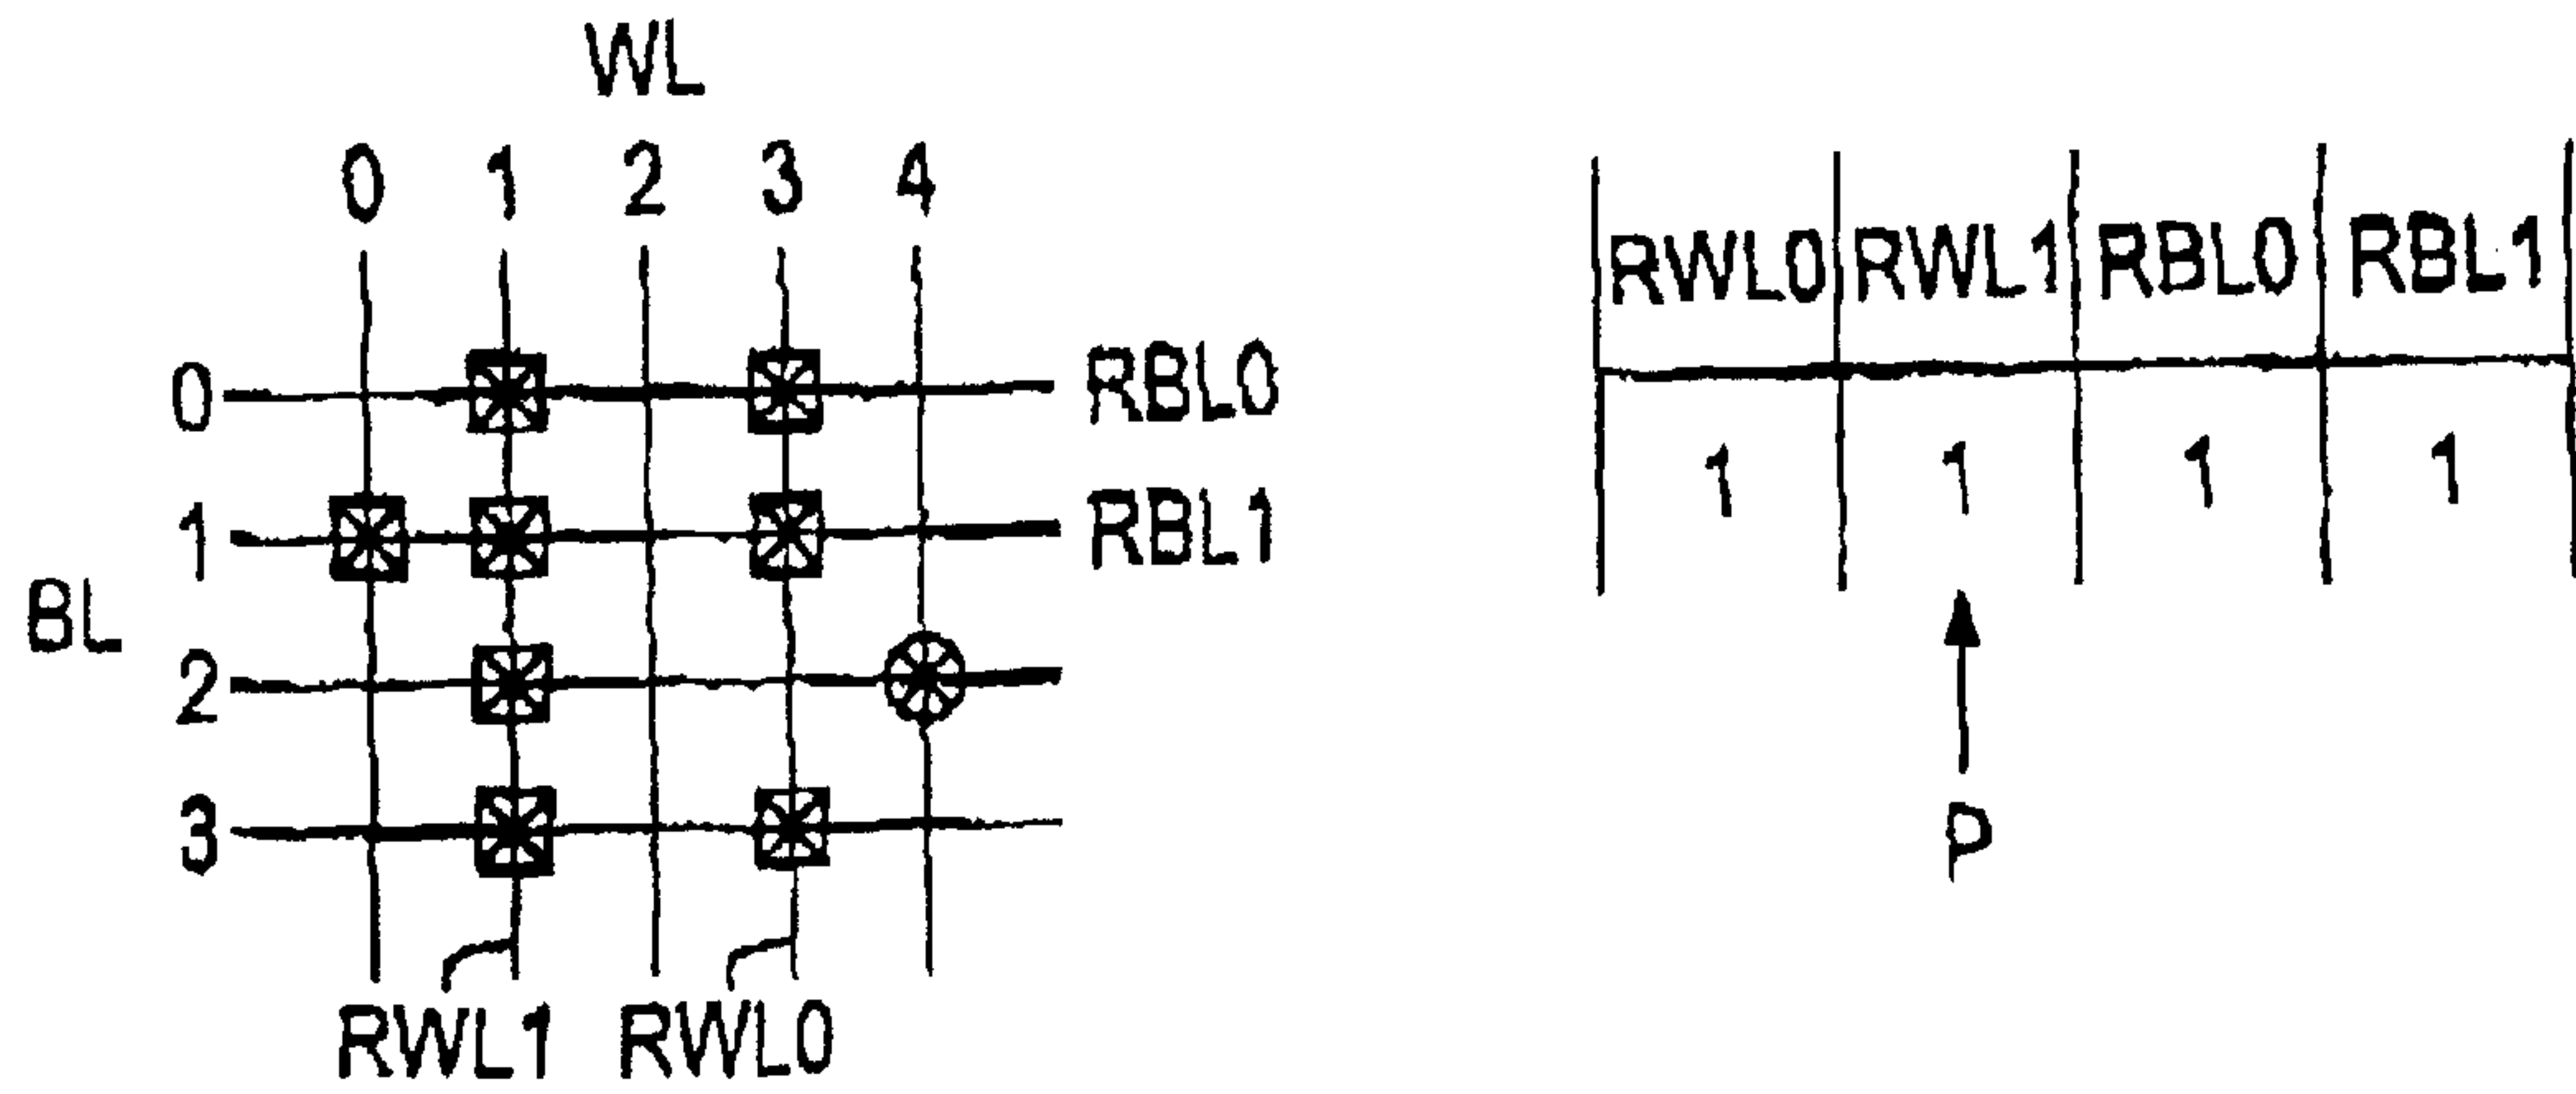 WL
0 1 2 3 4
0 RBL0
1 RBL1
BL
2
3
RWL1 RWL0
RWL0 RWL1 RBL0 RBL1
1 1 1 1
P